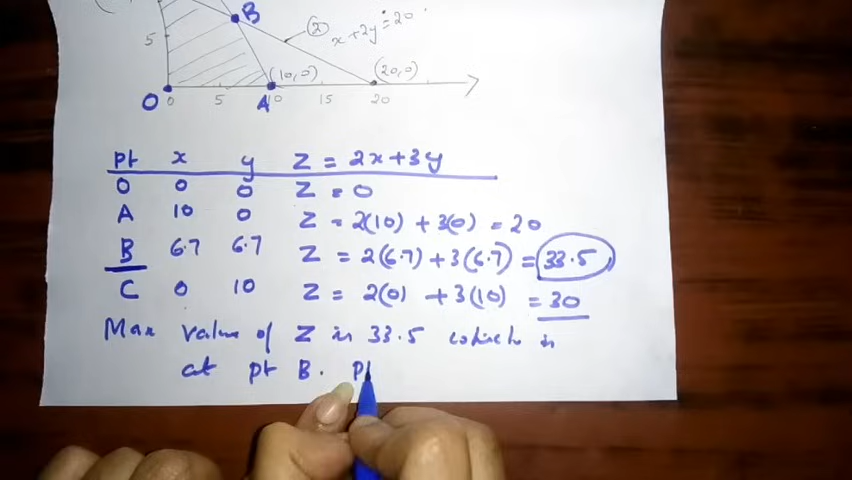 B
② x+2y=20
5
(10,0)
(20,0)
O 0 5 A 10 15 20
pt x y Z = 2x+3y
O 0 0 Z = 0
A 10 0 Z = 2(10) + 3(0) = 20
B 6.7 6.7 Z = 2(6.7) + 3(6.7) = 33.5
C 0 10 Z = 2(0) + 3(10) = 30
Max value of Z is 33.5 which is
at pt B. Pt